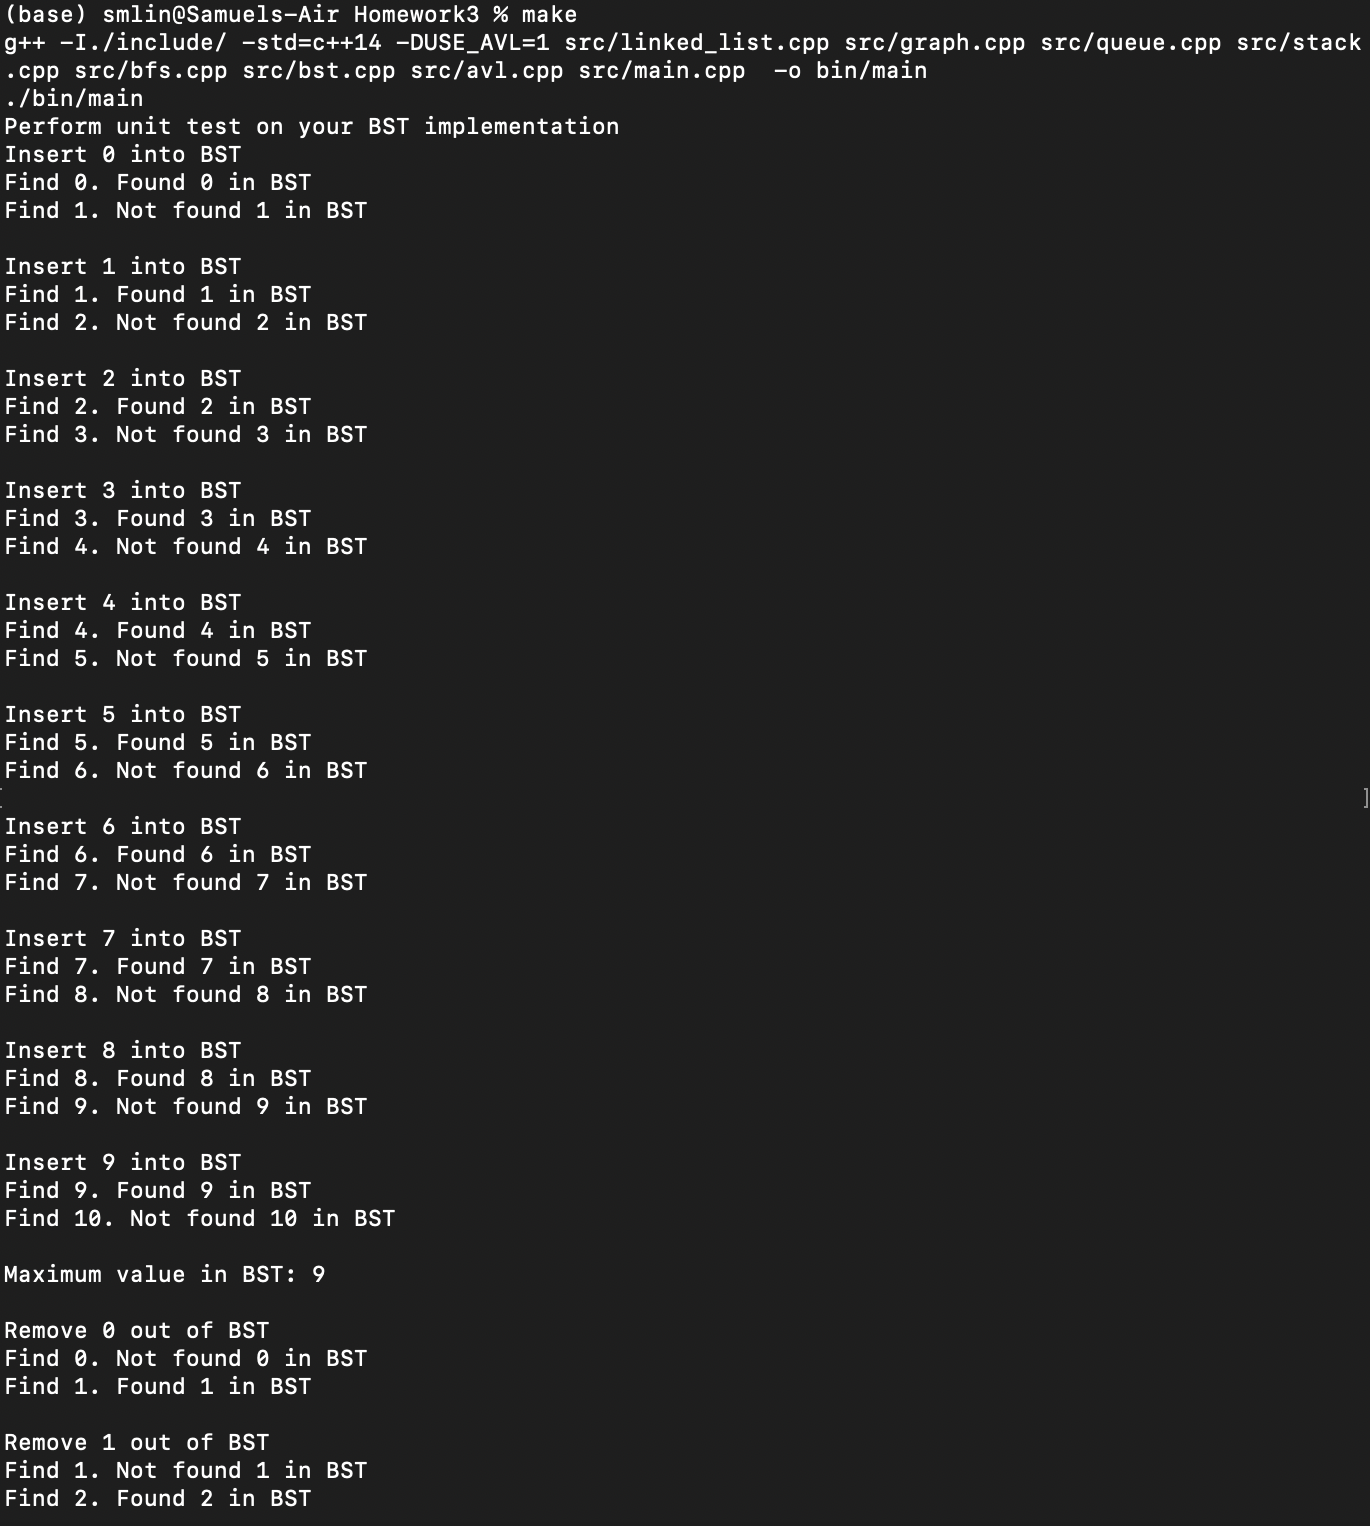 (base) smlin@Samuels-Air Homework3 % make
g++ -I./include/ -std=c++14 -DUSE_AVL=1 src/linked_list.cpp src/graph.cpp src/queue.cpp src/stack
.cpp src/bfs.cpp src/bst.cpp src/avl.cpp src/main.cpp  -o bin/main
./bin/main
Perform unit test on your BST implementation
Insert 0 into BST
Find 0. Found 0 in BST
Find 1. Not found 1 in BST

Insert 1 into BST
Find 1. Found 1 in BST
Find 2. Not found 2 in BST

Insert 2 into BST
Find 2. Found 2 in BST
Find 3. Not found 3 in BST

Insert 3 into BST
Find 3. Found 3 in BST
Find 4. Not found 4 in BST

Insert 4 into BST
Find 4. Found 4 in BST
Find 5. Not found 5 in BST

Insert 5 into BST
Find 5. Found 5 in BST
Find 6. Not found 6 in BST
[ ]
Insert 6 into BST
Find 6. Found 6 in BST
Find 7. Not found 7 in BST

Insert 7 into BST
Find 7. Found 7 in BST
Find 8. Not found 8 in BST

Insert 8 into BST
Find 8. Found 8 in BST
Find 9. Not found 9 in BST

Insert 9 into BST
Find 9. Found 9 in BST
Find 10. Not found 10 in BST

Maximum value in BST: 9

Remove 0 out of BST
Find 0. Not found 0 in BST
Find 1. Found 1 in BST

Remove 1 out of BST
Find 1. Not found 1 in BST
Find 2. Found 2 in BST